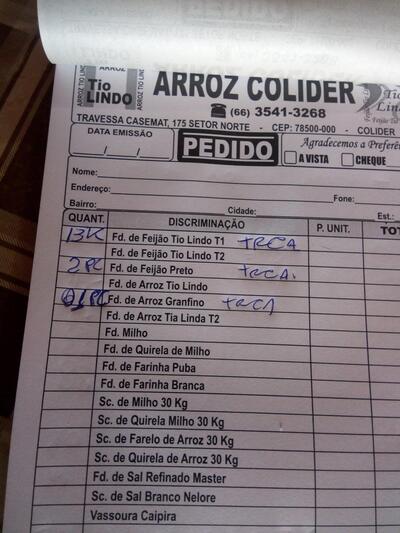 ARROZ
ARROZ TIO LINDO
Tio
LINDO
ARROZ COLIDER
(66) 3541-3268
TRAVESSA CASEMAT, 175 SETOR NORTE - CEP: 78500-000 - COLIDER
DATA EMISSÃO
PEDIDO
Agradecemos a Preferê
A VISTA
CHEQUE
Nome:
Endereço: Fone:
Bairro: Cidade: Est.:
QUANT. DISCRIMINAÇÃO P. UNIT. TOT
13K Fd. de Feijão Tio Lindo T1 TRCA
Fd. de Feijão Tio Lindo T2
2PC Fd. de Feijão Preto TRCA.
Fd. de Arroz Tio Lindo
Fd. de Arroz Granfino TRCA
Fd. de Arroz Tia Linda T2
Fd. Milho
Fd. de Quirela de Milho
Fd. de Farinha Puba
Fd. de Farinha Branca
Sc. de Milho 30 Kg
Sc. de Quirela Milho 30 Kg
Sc. de Farelo de Arroz 30 Kg
Sc. de Quirela de Arroz 30 Kg
Fd. de Sal Refinado Master
Sc. de Sal Branco Nelore
Vassoura Caipira